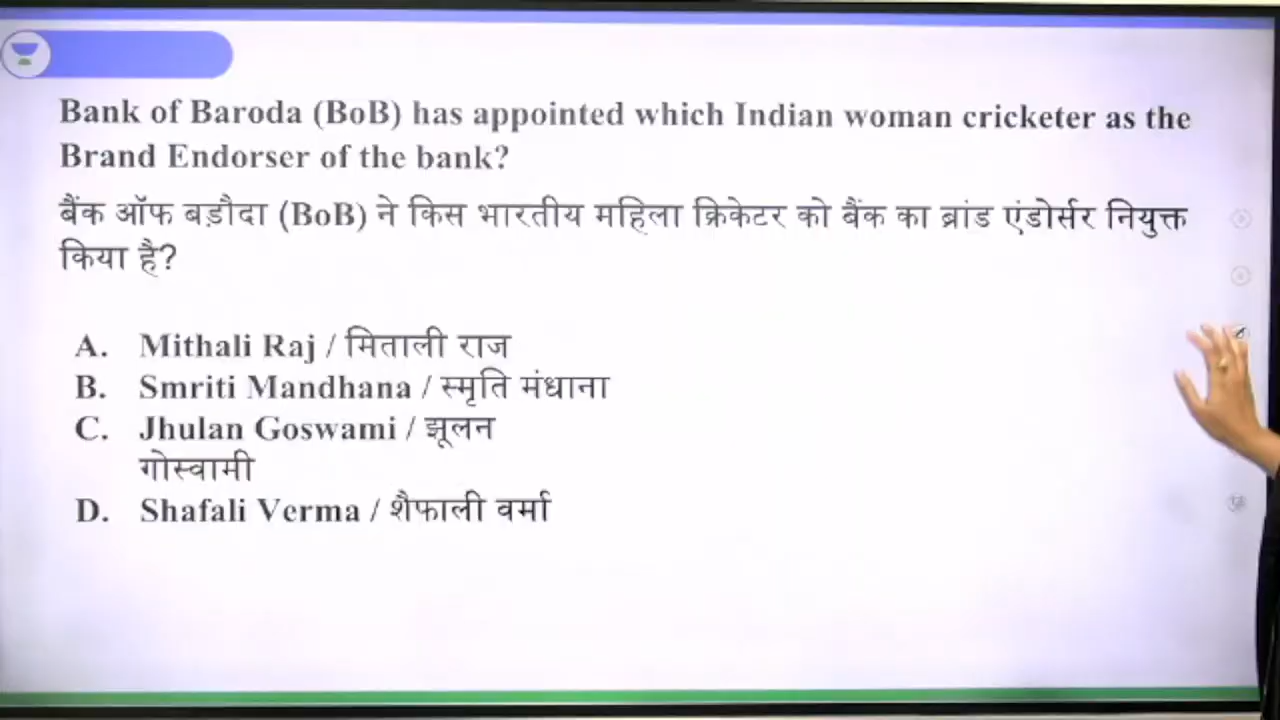 Bank of Baroda (BoB) has appointed which Indian woman cricketer as the
Brand Endorser of the bank?
बैंक ऑफ बड़ौदा (BoB) ने किस भारतीय महिला क्रिकेटर को बैंक का ब्रांड एंडोर्सर नियुक्त
किया है?
A. Mithali Raj / मिताली राज
B. Smriti Mandhana / स्मृति मंधाना
C. Jhulan Goswami / झूलन
गोस्वामी
D. Shafali Verma / शैफाली वर्मा